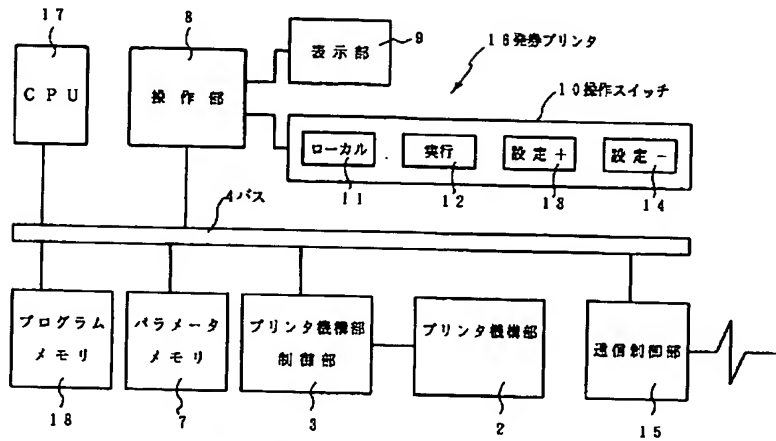 17
8
9
CPU
操作部
表示部
16発券プリンタ
10操作スイッチ
ローカル
実行
設定+
設定-
11
12
13
14
4バス
プログラム
メモリ
パラメータ
メモリ
プリンタ機構部
制御部
プリンタ機構部
通信制御部
18
7
3
2
15